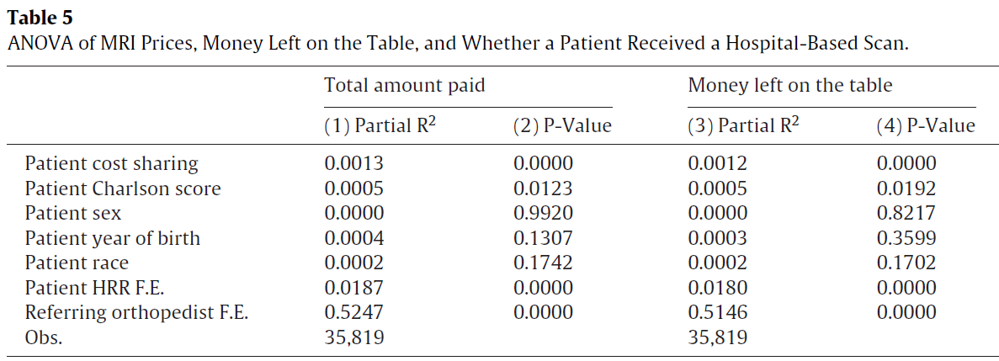 Table 5
ANOVA of MRI Prices, Money Left on the Table, and Whether a Patient Received a Hospital-Based Scan.
Total amount paid Money left on the table
(1) Partial R² (2) P-Value (3) Partial R² (4) P-Value
Patient cost sharing 0.0013 0.0000 0.0012 0.0000
Patient Charlson score 0.0005 0.0123 0.0005 0.0192
Patient sex 0.0000 0.9920 0.0000 0.8217
Patient year of birth 0.0004 0.1307 0.0003 0.3599
Patient race 0.0002 0.1742 0.0002 0.1702
Patient HRR F.E. 0.0187 0.0000 0.0180 0.0000
Referring orthopedist F.E. 0.5247 0.0000 0.5146 0.0000
Obs. 35,819 35,819